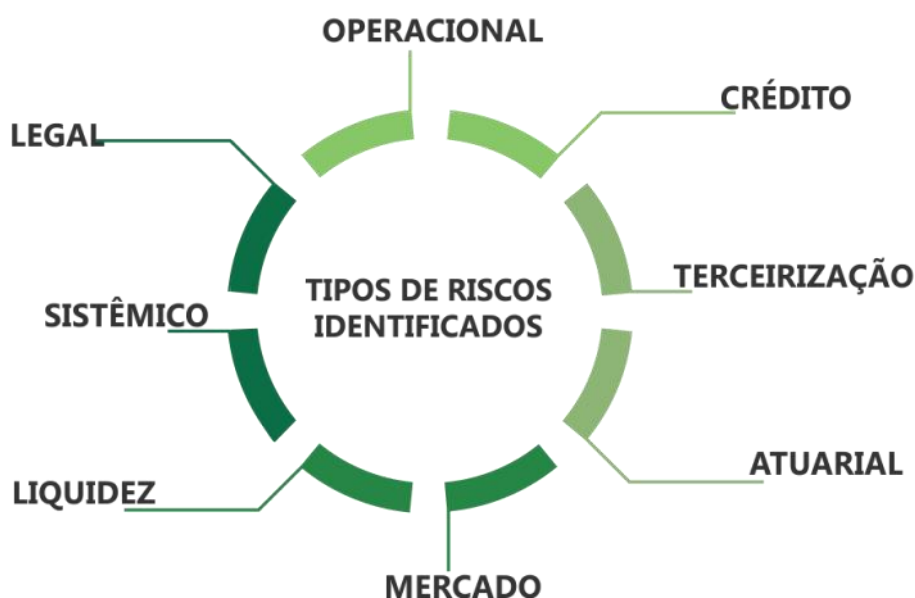 OPERACIONAL
CRÉDITO
LEGAL
TERCEIRIZAÇÃO
TIPOS DE RISCOS
IDENTIFICADOS
SISTÊMICO
ATUARIAL
LIQUIDEZ
MERCADO